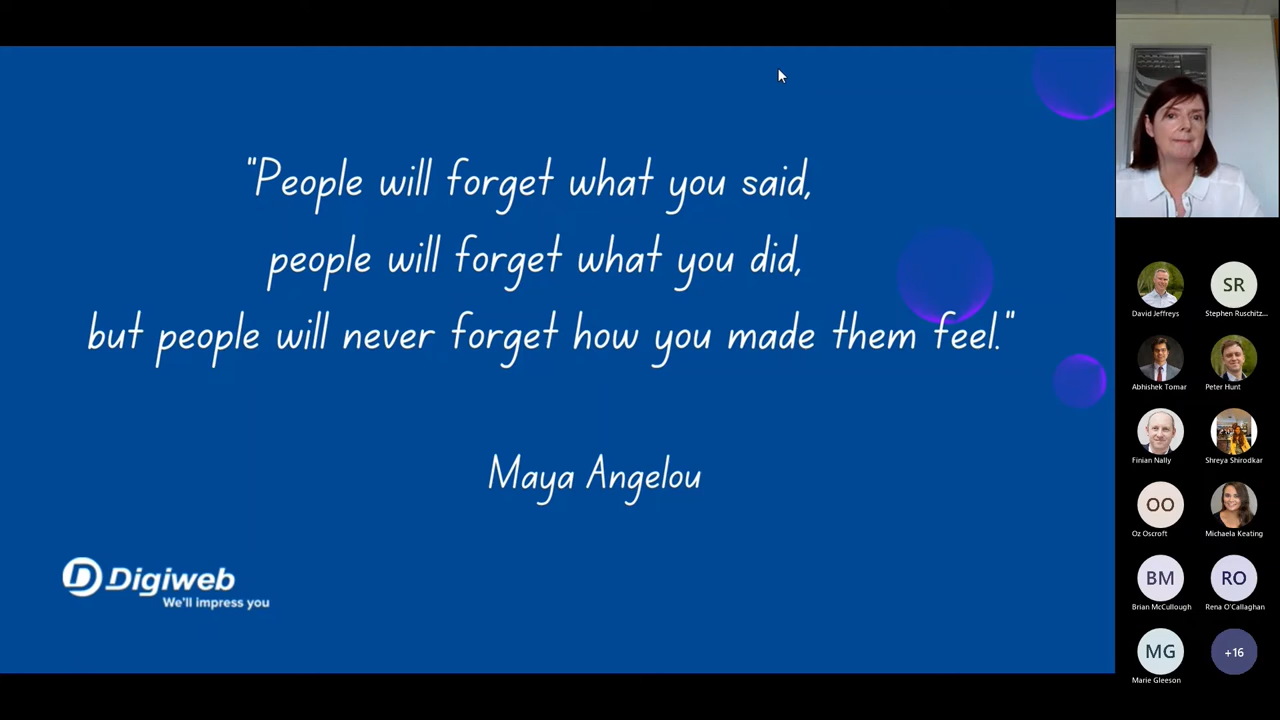 "People will forget what you said,
people will forget what you did,
but people will never forget how you made them feel."
Maya Angelou
Digiweb
We'll impress you
David Jeffreys
SR
Stephen Ruschitz...
Abhishek Tomar
Peter Hunt
Finian Nally
Shreya Shirodkar
OO
Oz Oscroft
Michaela Keating
BM
RO
Brian McCullough
Rena O'Callaghan
MG
+16
Marie Gleeson